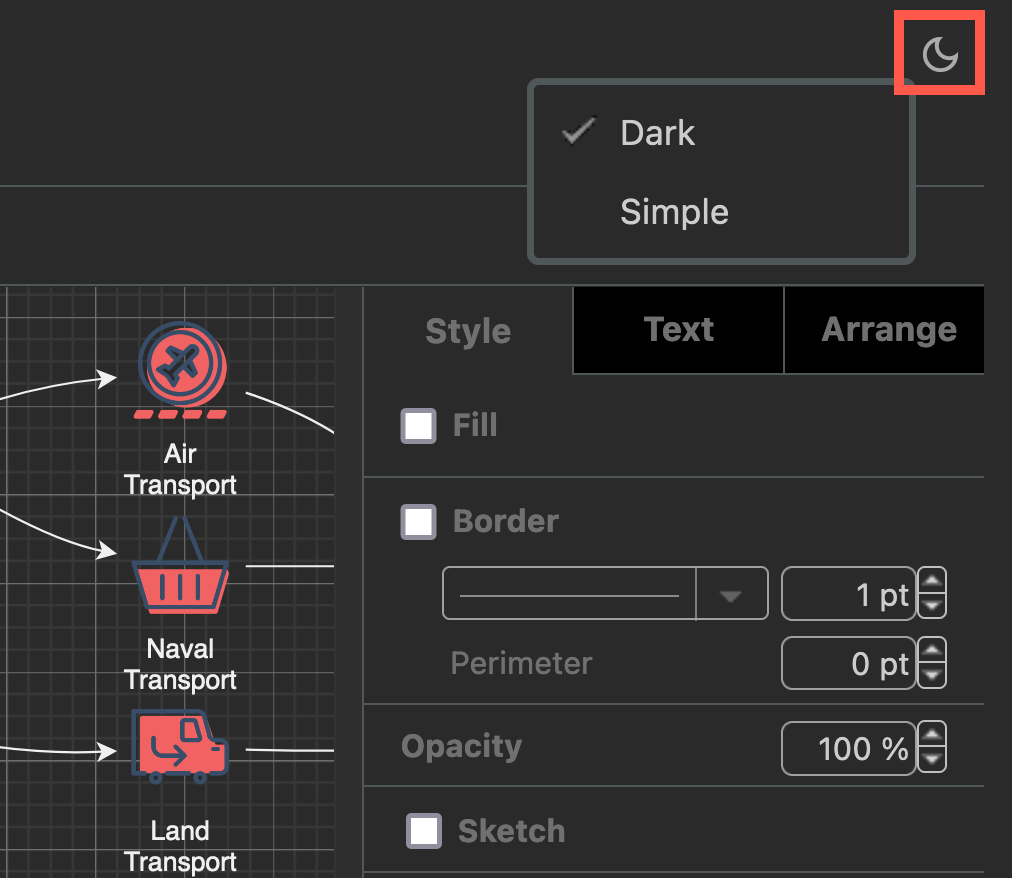 Dark
Simple
Style
Text
Arrange
Air
Transport
Naval
Transport
Land
Transport
Fill
Border
1 pt
Perimeter
0 pt
Opacity
100 %
Sketch